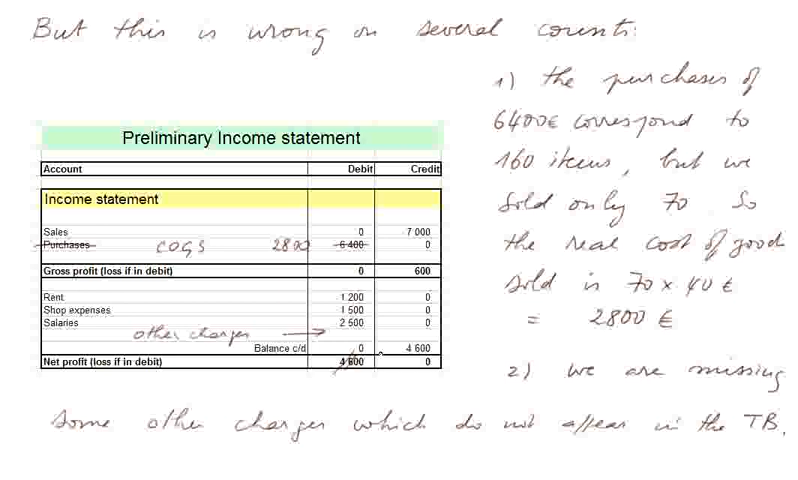 But this is wrong on several counts:
1) the purchases of
6400€ correspond to
160 items, but we
sold only 70 So
the real cost of good
sold is 70 x 40 €
= 2800 €
Preliminary Income statement
Account Debit Credit
Income statement
Sales 0 7 000
Purchases COGS 2800 6 400 0
Gross profit (loss if in debit) 0 600
Rent 1 200 0
Shop expenses 1 500 0
Salaries 2 500 0
other charges
Balance c/d 0 4 600
Net profit (loss if in debit) 4 600 0
2) we are missing
some other charges which do not appear in the TB.